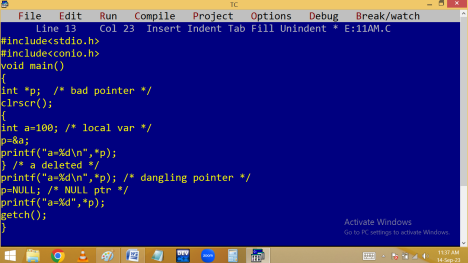 TC
File Edit Run Compile Project Options Debug Break/watch
Line 13 Col 23 Insert Indent Tab Fill Unindent * E:11AM.C
#include<stdio.h>
#include<conio.h>
void main()
{
int *p; /* bad pointer */
clrscr();
{
int a=100; /* local var */
p=&a;
printf("a=%d\n",*p);
} /* a deleted */
printf("a=%d\n",*p); /* dangling pointer */
p=NULL; /* NULL ptr */
printf("a=%d",*p);
getch();
}
Activate Windows
Go to PC settings to activate Windows.
11:37 AM
14-Sep-23